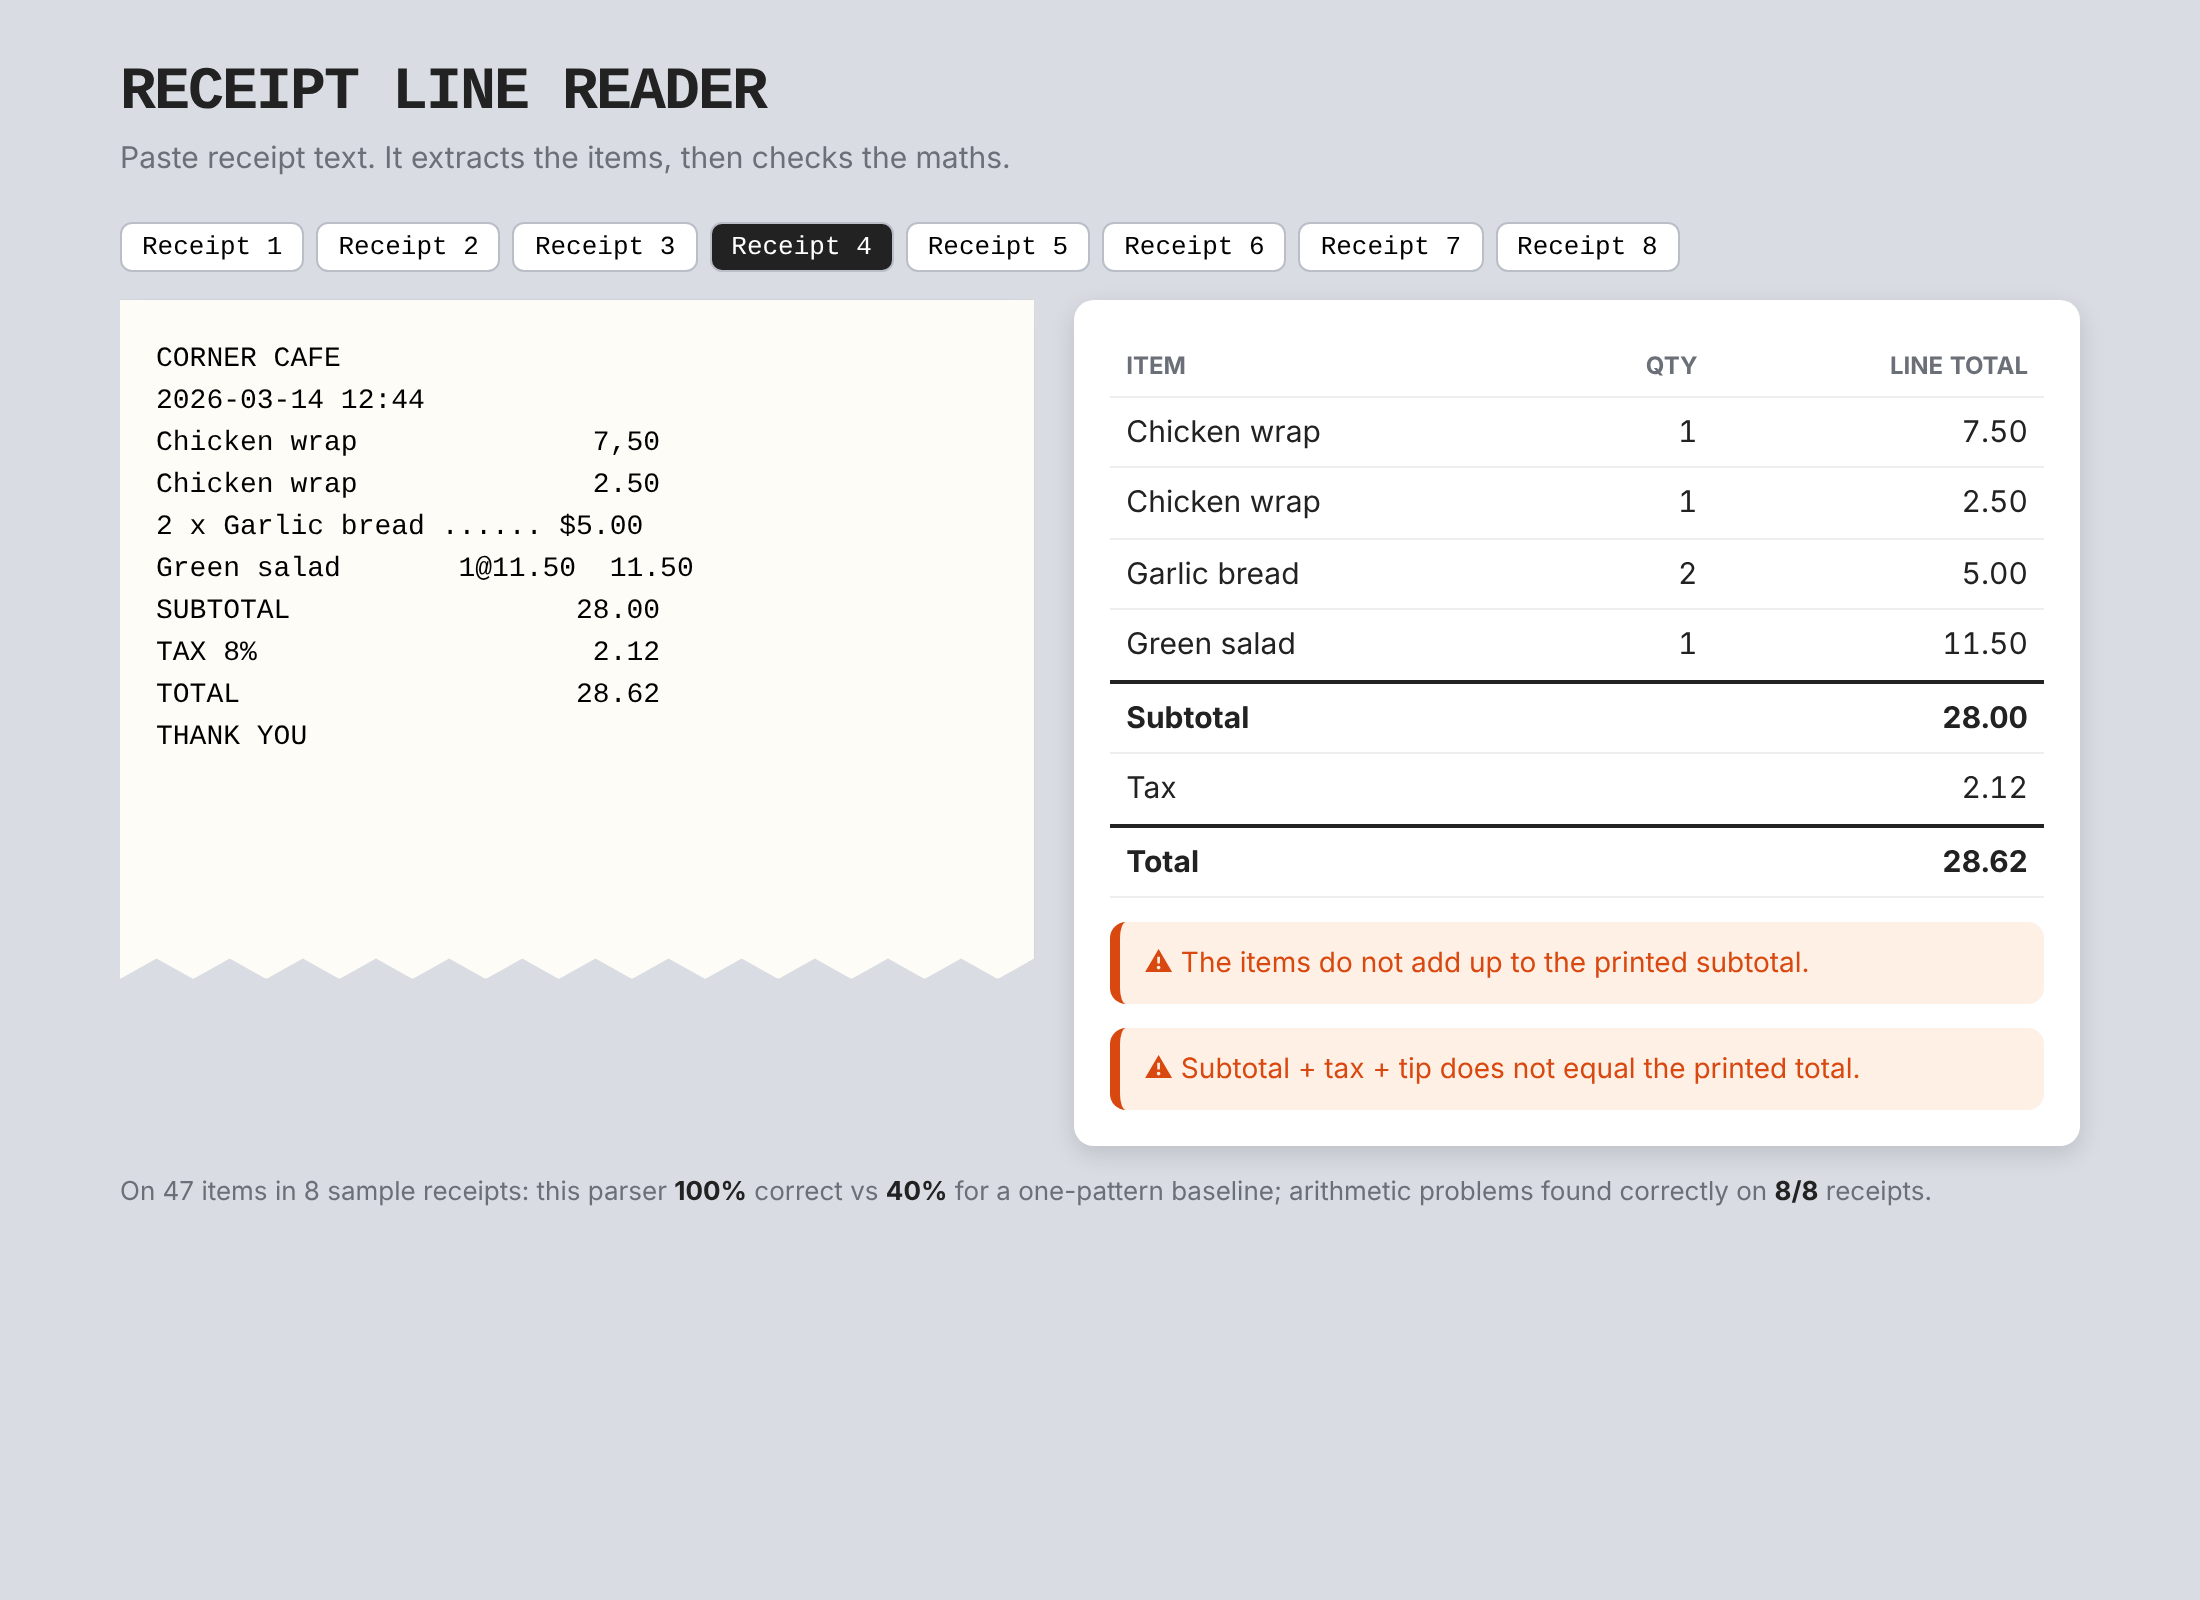 RECEIPT LINE READER
Paste receipt text. It extracts the items, then checks the maths.
Receipt 1 Receipt 2 Receipt 3 Receipt 4 Receipt 5 Receipt 6 Receipt 7 Receipt 8
CORNER CAFE
2026-03-14 12:44
Chicken wrap 7,50
Chicken wrap 2.50
2 x Garlic bread ...... $5.00
Green salad 1@11.50 11.50
SUBTOTAL 28.00
TAX 8% 2.12
TOTAL 28.62
THANK YOU
ITEM QTY LINE TOTAL
Chicken wrap 1 7.50
Chicken wrap 1 2.50
Garlic bread 2 5.00
Green salad 1 11.50
Subtotal 28.00
Tax 2.12
Total 28.62
⚠ The items do not add up to the printed subtotal.
⚠ Subtotal + tax + tip does not equal the printed total.
On 47 items in 8 sample receipts: this parser 100% correct vs 40% for a one-pattern baseline; arithmetic problems found correctly on 8/8 receipts.